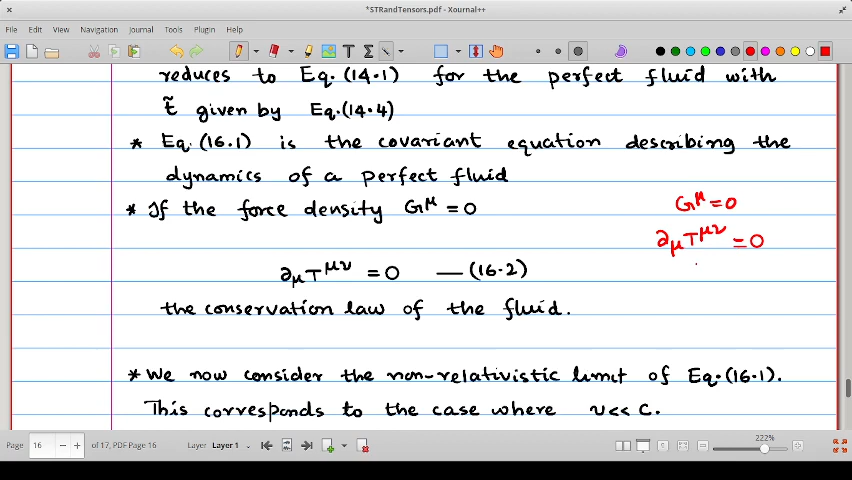 *STRandTensors.pdf - Xournal++
File Edit View Navigation Journal Tools Plugin Help
reduces to Eq. (14.1) for the perfect fluid with
t̃ given by Eq.(14.4)
* Eq. (16.1) is the covariant equation describing the
dynamics of a perfect fluid
* If the force density G^μ = 0
G^μ = 0
∂_μ T^μν = 0
∂_μ T^μν = 0 — (16.2)
the conservation law of the fluid.
* We now consider the non-relativistic limit of Eq.(16.1).
This corresponds to the case where v << c.
Page 16 of 17, PDF Page 16 Layer Layer 1 222%